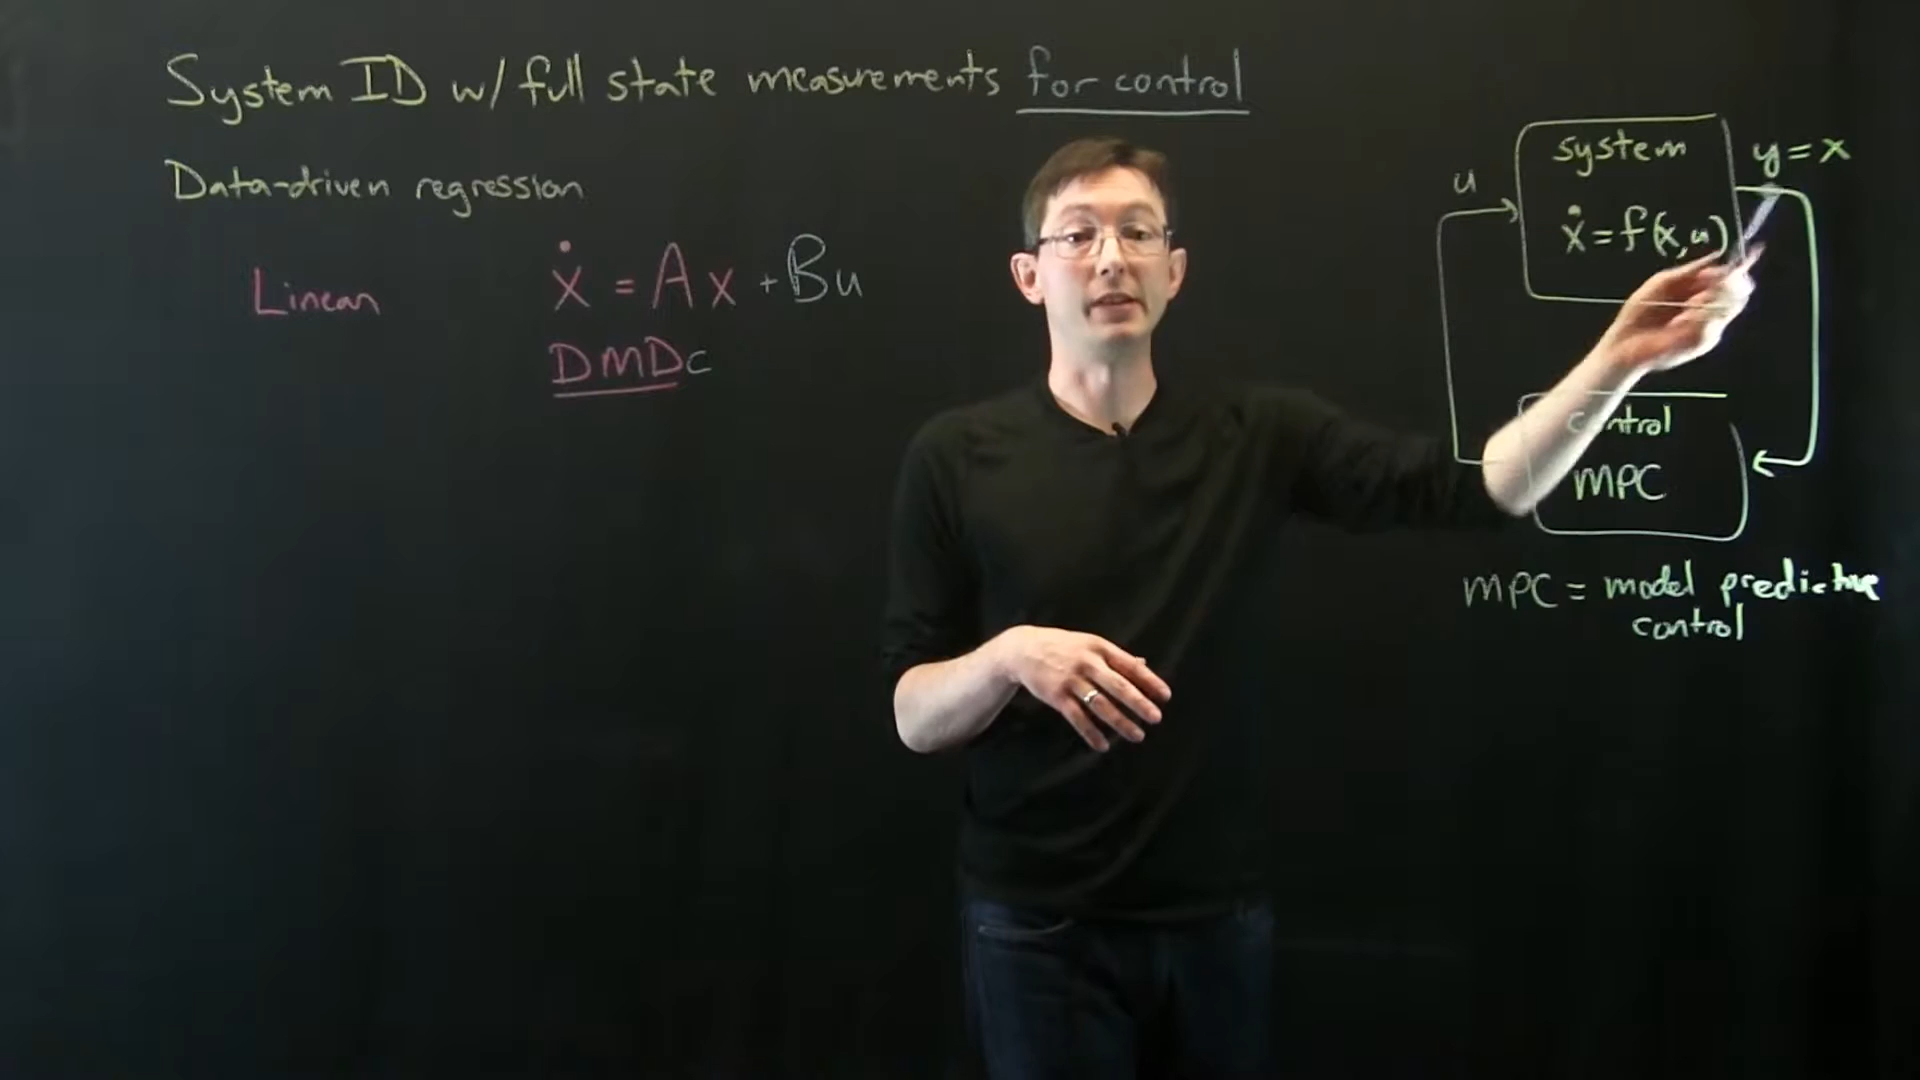 System ID w/ full state measurements for control
Data-driven regression
Linear ẋ = Ax + Bu
DMDc
u
system
ẋ = f(x,u)
y = x
control
MPC
MPC = model predictive
control